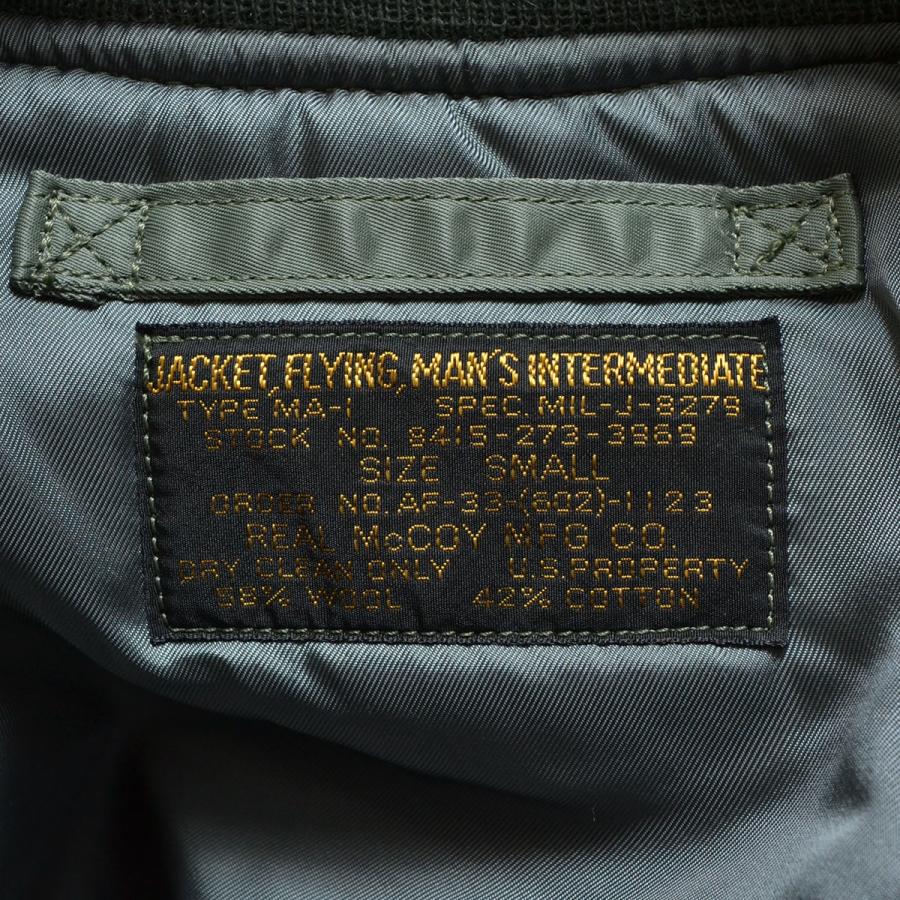 JACKET, FLYING, MAN'S INTERMEDIATE
TYPE MA-1 SPEC. MIL-J-8279
STOCK NO. 8415-273-3969
SIZE SMALL
ORDER NO. AF-33-(602)-1123
REAL McCOY MFG CO.
DRY CLEAN ONLY U.S. PROPERTY
58% WOOL 42% COTTON